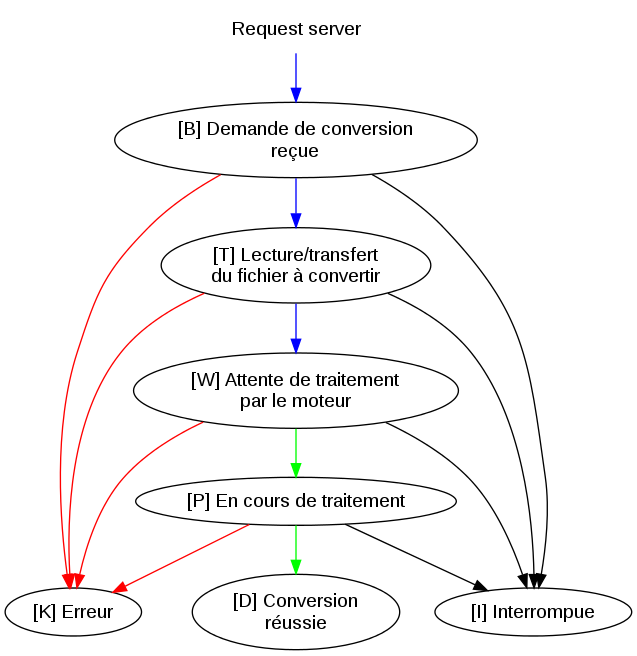 Request server
[B] Demande de conversion
reçue
[T] Lecture/transfert
du fichier à convertir
[W] Attente de traitement
par le moteur
[P] En cours de traitement
[K] Erreur
[D] Conversion
réussie
[I] Interrompue